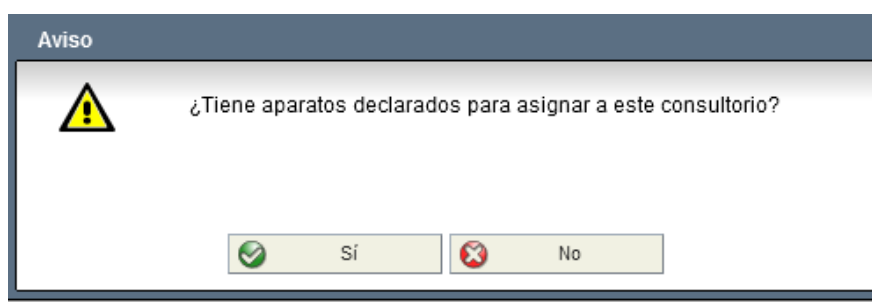 Aviso
¿Tiene aparatos declarados para asignar a este consultorio?
Sí
No